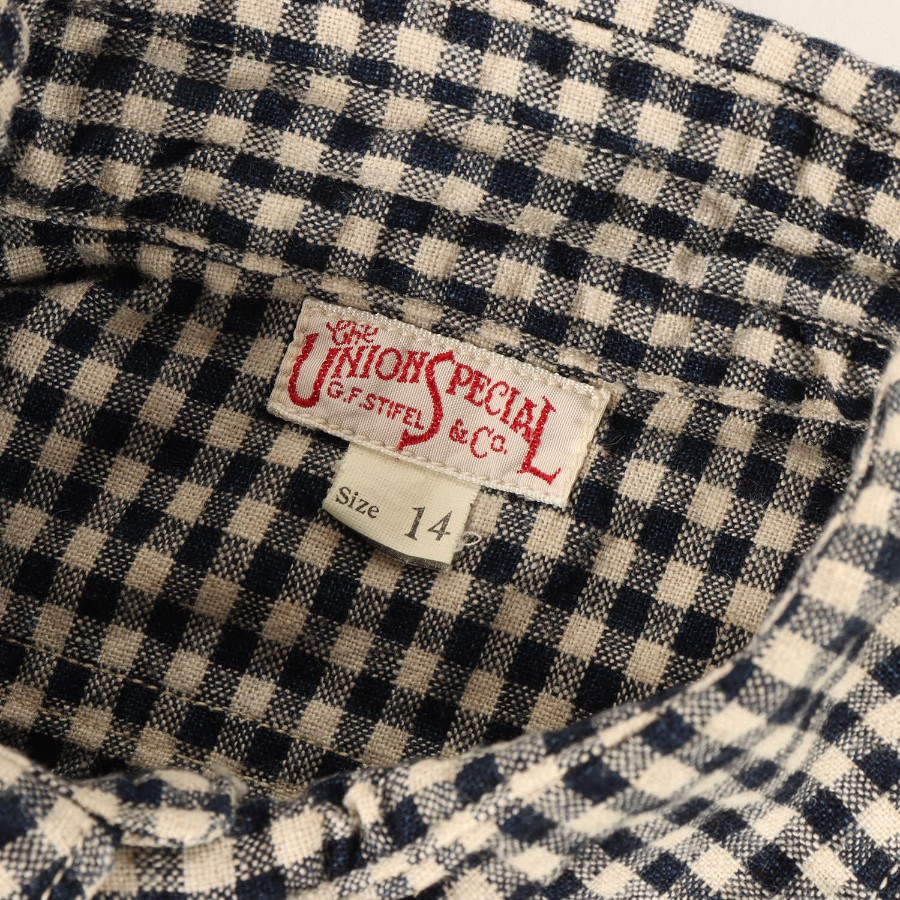 The
UNION SPECIAL
G.F. STIFEL & CO.
Size 14